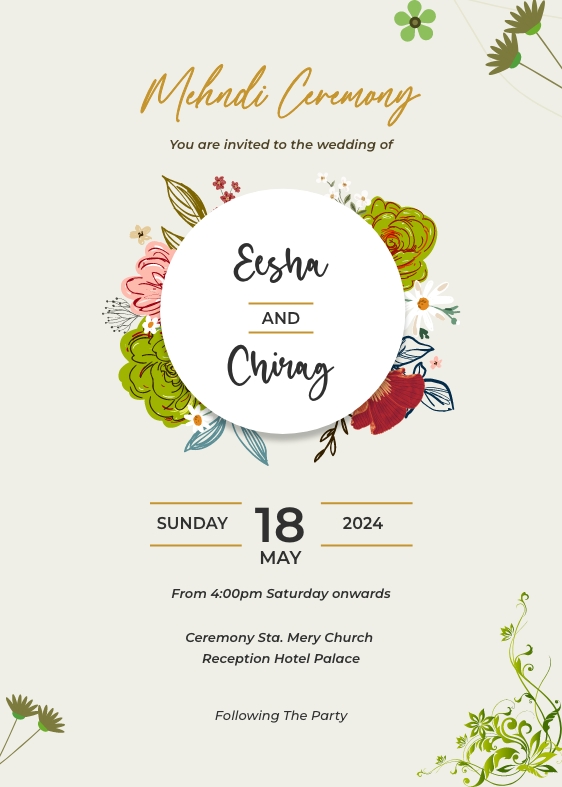 Mehndi Ceremony
You are invited to the wedding of
Eesha
AND
Chirag
SUNDAY 18 2024
MAY
From 4:00pm Saturday onwards
Ceremony Sta. Mery Church
Reception Hotel Palace
Following The Party